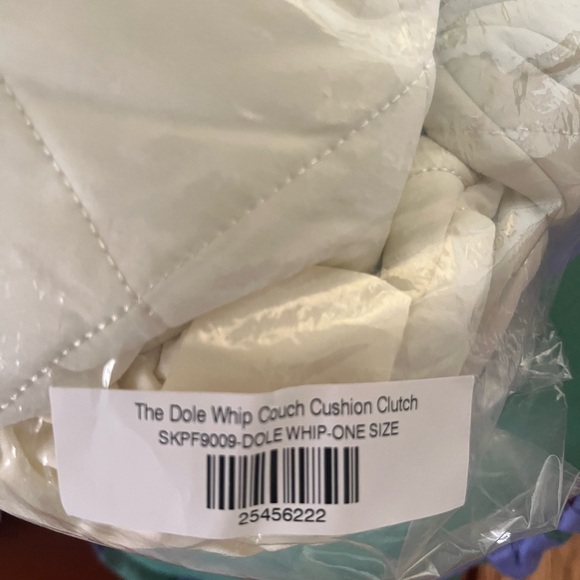 The Dole Whip Couch Cushion Clutch
SKPF9009-DOLE WHIP-ONE SIZE
25456222